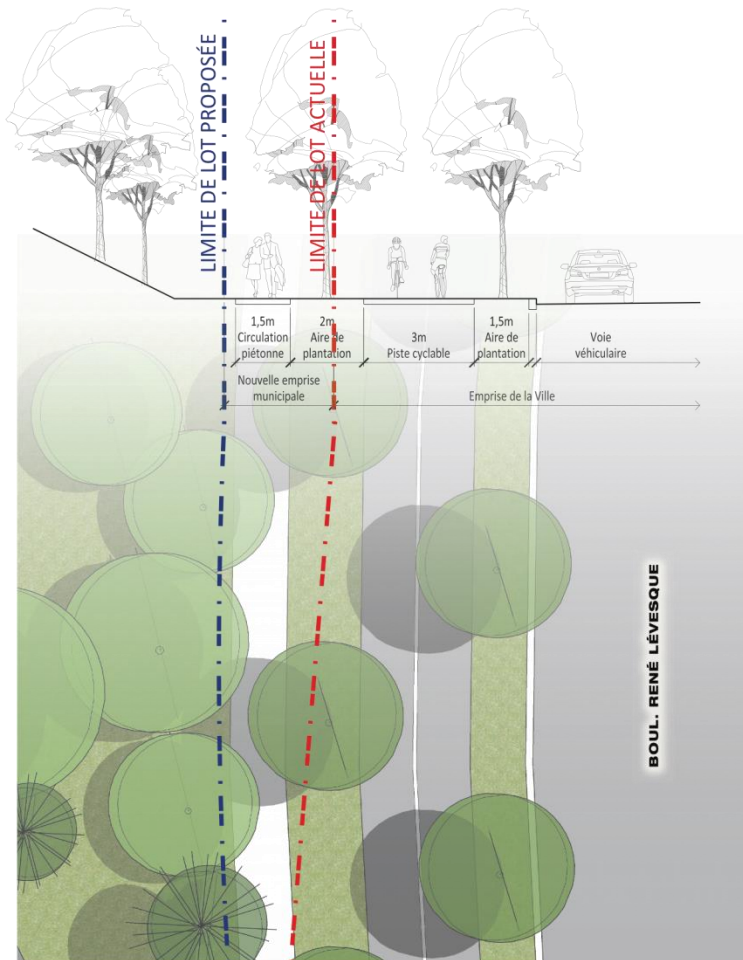 LIMITE DE LOT PROPOSÉE
LIMITE DE LOT ACTUELLE
1,5m
Circulation
piétonne
2m
Aire de
plantation
3m
Piste cyclable
1,5m
Aire de
plantation
Voie
véhiculaire
Nouvelle emprise
municipale
Emprise de la Ville
BOUL. RENÉ LÉVESQUE